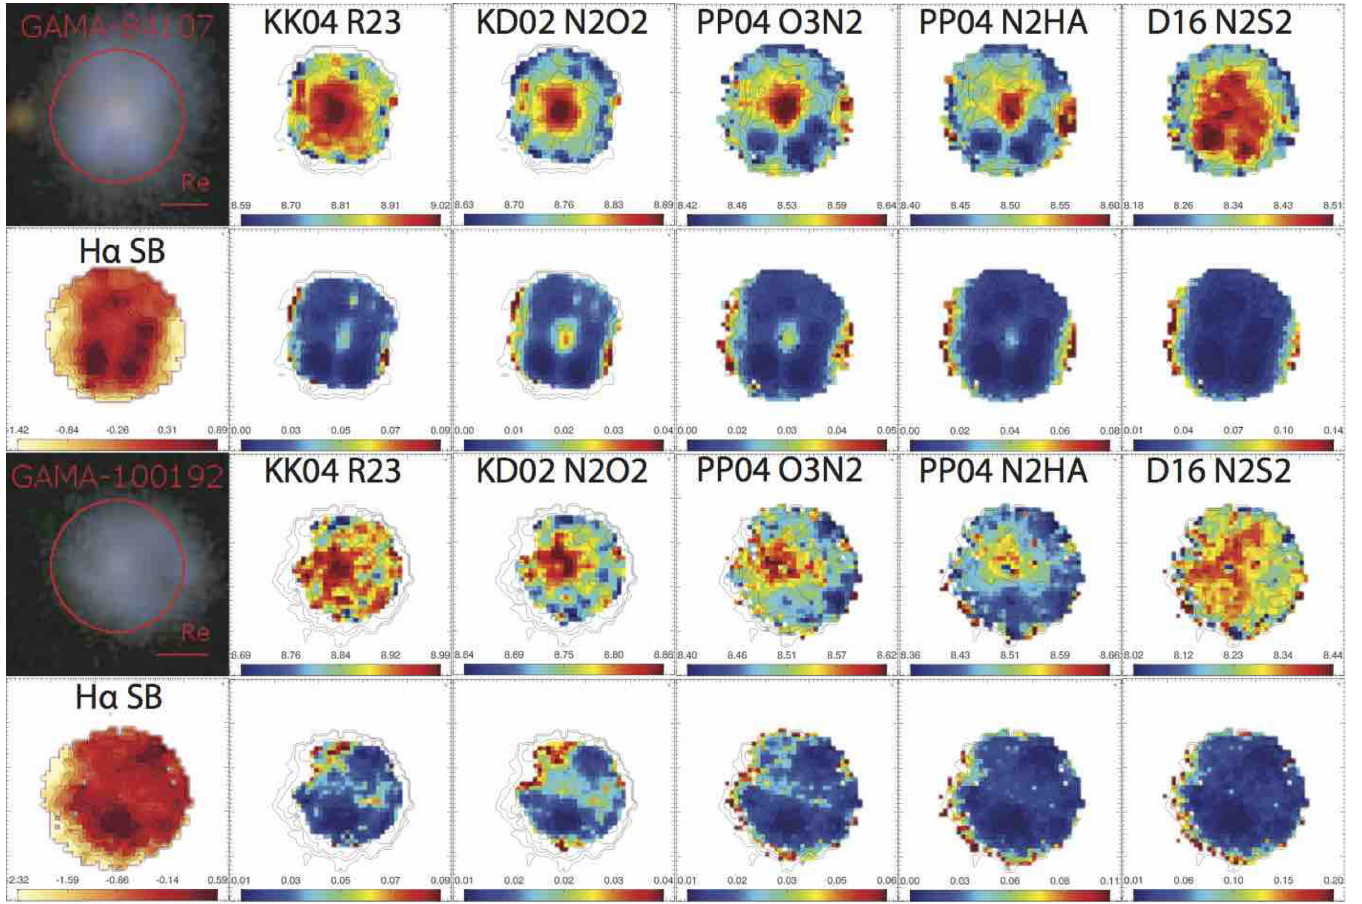 GAMA-84107 KK04 R23 KD02 N2O2 PP04 O3N2 PP04 N2HA D16 N2S2
Re
8.59 8.70 8.81 8.91 9.02 8.63 8.70 8.76 8.83 8.89 8.42 8.48 8.53 8.59 8.64 8.40 8.45 8.50 8.55 8.60 8.18 8.26 8.34 8.43 8.51
Hα SB
-1.42 -0.84 -0.26 0.31 0.89 0.00 0.03 0.05 0.07 0.09 0.00 0.01 0.02 0.03 0.04 0.00 0.02 0.03 0.04 0.05 0.00 0.02 0.04 0.06 0.08 0.01 0.04 0.07 0.10 0.14
GAMA-100192 KK04 R23 KD02 N2O2 PP04 O3N2 PP04 N2HA D16 N2S2
Re
8.69 8.76 8.84 8.92 8.99 8.64 8.69 8.75 8.80 8.86 8.40 8.46 8.51 8.57 8.62 8.36 8.43 8.51 8.59 8.66 8.02 8.12 8.23 8.34 8.44
Hα SB
-2.32 -1.59 -0.86 -0.14 0.59 0.01 0.03 0.05 0.07 0.09 0.00 0.01 0.02 0.03 0.04 0.01 0.02 0.03 0.05 0.06 0.00 0.03 0.06 0.09 0.11 0.01 0.06 0.10 0.15 0.20